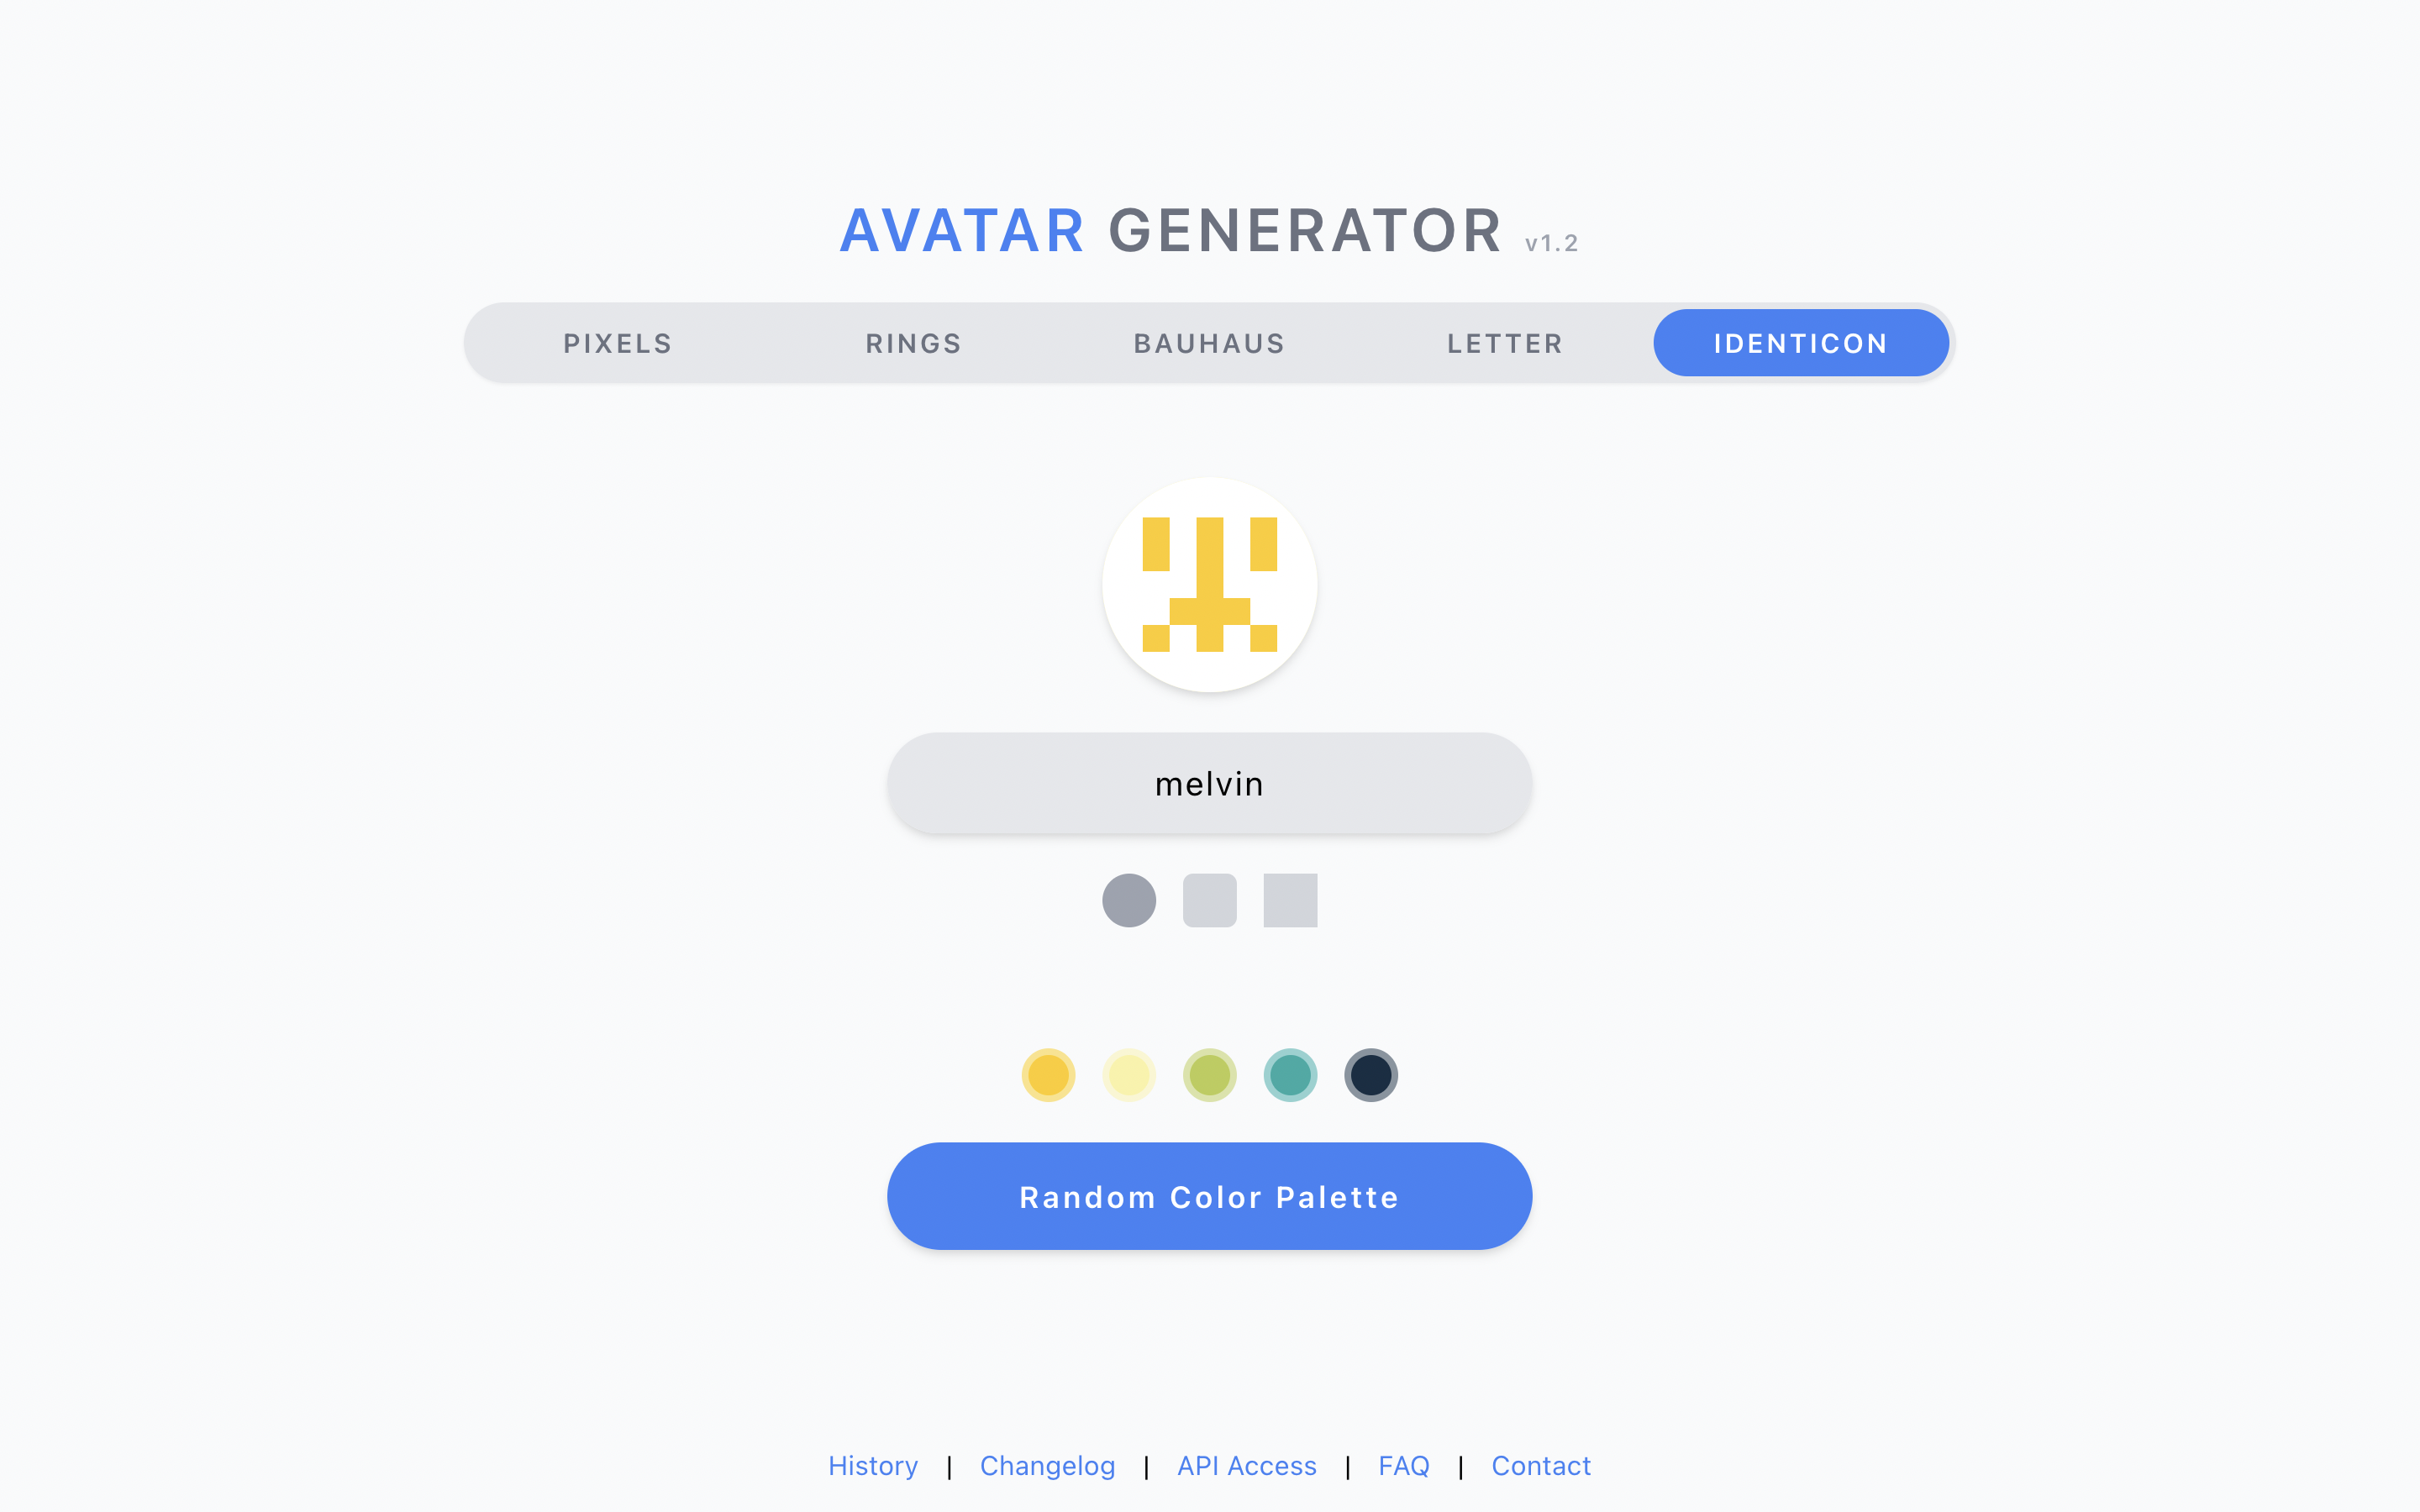 AVATAR GENERATOR v1.2
PIXELS RINGS BAUHAUS LETTER IDENTICON
melvin
Random Color Palette
History | Changelog | API Access | FAQ | Contact